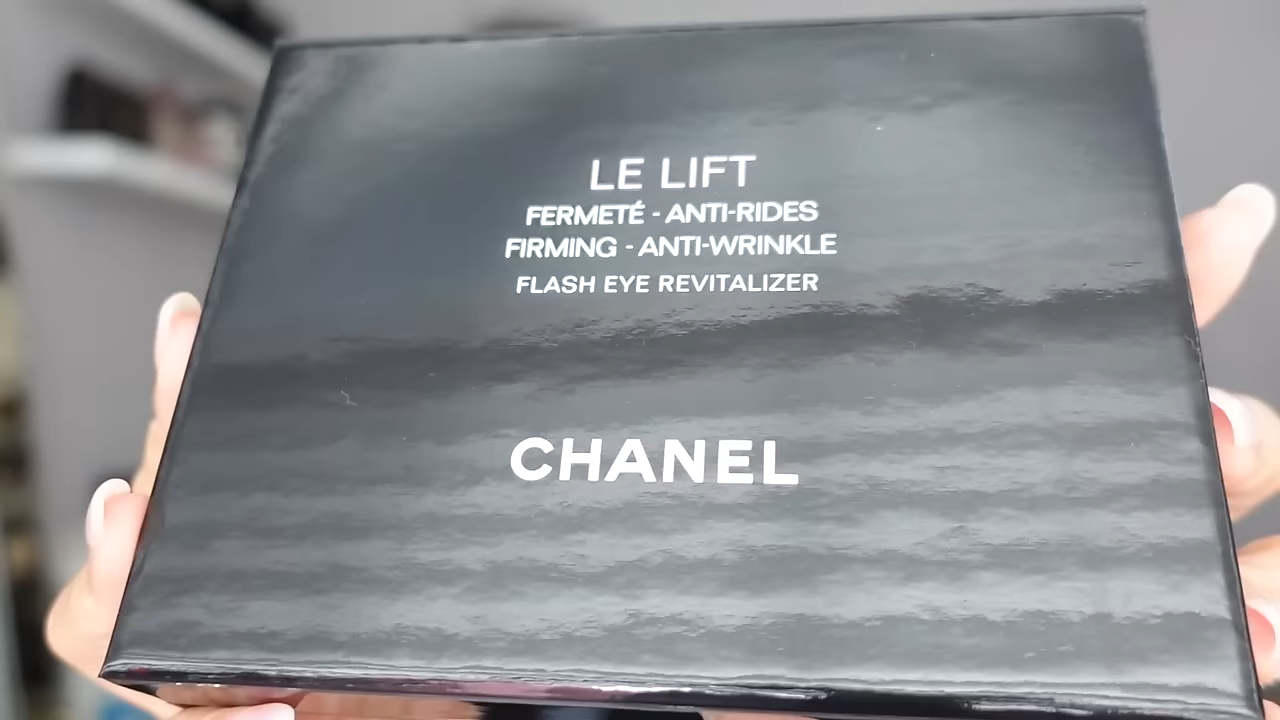 LE LIFT
FERMETÉ - ANTI-RIDES
FIRMING - ANTI-WRINKLE
FLASH EYE REVITALIZER
CHANEL